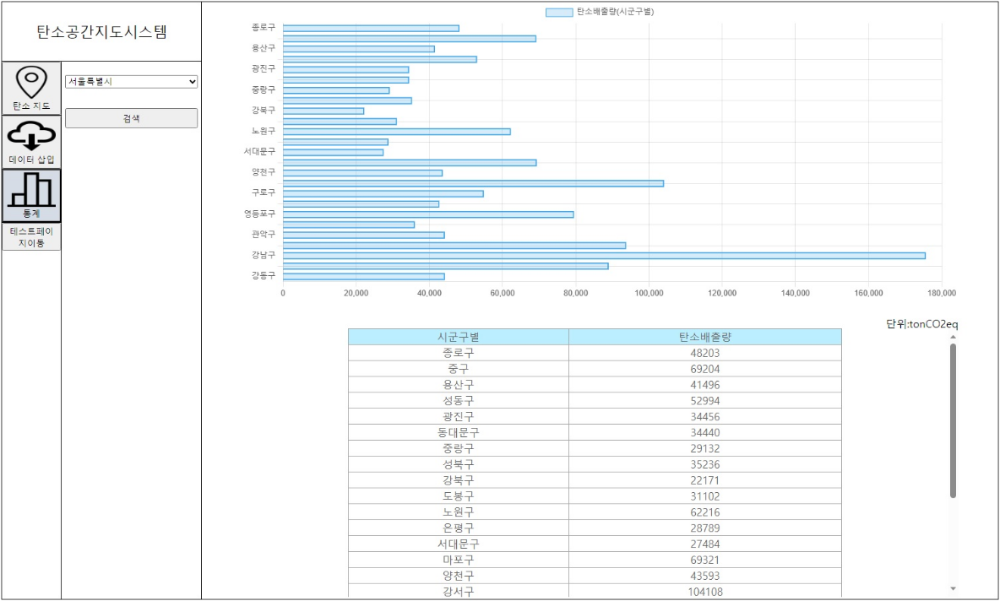 탄소공간지도시스템
탄소 지도
데이터 삽입
통계
테스트페이
지이동
서울특별시
검색
탄소배출량(시군구별)
종로구
용산구
광진구
중랑구
강북구
노원구
서대문구
양천구
구로구
영등포구
관악구
강남구
강동구
0 20,000 40,000 60,000 80,000 100,000 120,000 140,000 160,000 180,000
단위:tonCO2eq
시군구별 탄소배출량
종로구 48203
중구 69204
용산구 41496
성동구 52994
광진구 34456
동대문구 34440
중랑구 29132
성북구 35236
강북구 22171
도봉구 31102
노원구 62216
은평구 28789
서대문구 27484
마포구 69321
양천구 43593
강서구 104108